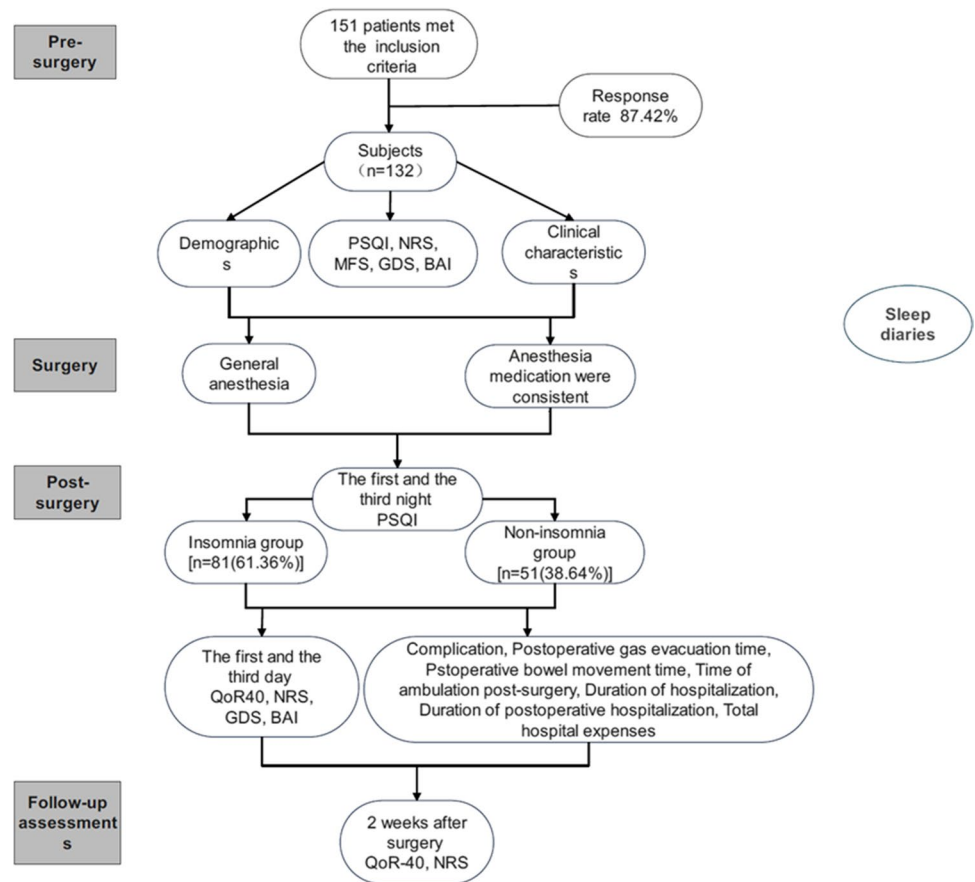 Pre-
surgery
151 patients met
the inclusion
criteria
Response
rate 87.42%
Subjects
（n=132）
Demographic
s
PSQI, NRS,
MFS, GDS, BAI
Clinical
characteristic
s
Sleep
diaries
Surgery
General
anesthesia
Anesthesia
medication were
consistent
Post-
surgery
The first and the
third night
PSQI
Insomnia group
[n=81(61.36%)]
Non-insomnia
group
[n=51(38.64%)]
The first and the
third day
QoR40, NRS,
GDS, BAI
Complication, Postoperative gas evacuation time,
Pstoperative bowel movement time, Time of
ambulation post-surgery, Duration of hospitalization,
Duration of postoperative hospitalization, Total
hospital expenses
Follow-up
assessment
s
2 weeks after
surgery
QoR-40, NRS